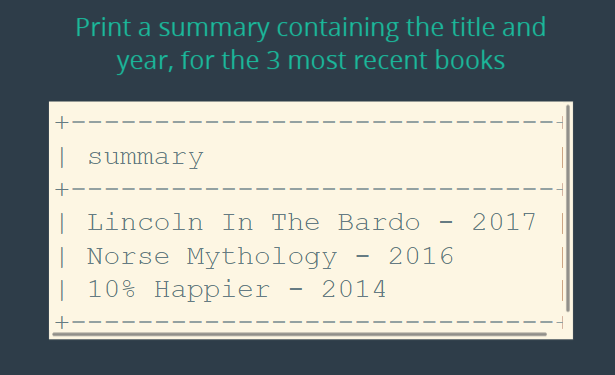 Print a summary containing the title and
year, for the 3 most recent books
+-----------------------------+
| summary |
+-----------------------------+
| Lincoln In The Bardo - 2017 |
| Norse Mythology - 2016 |
| 10% Happier - 2014 |
+-----------------------------+